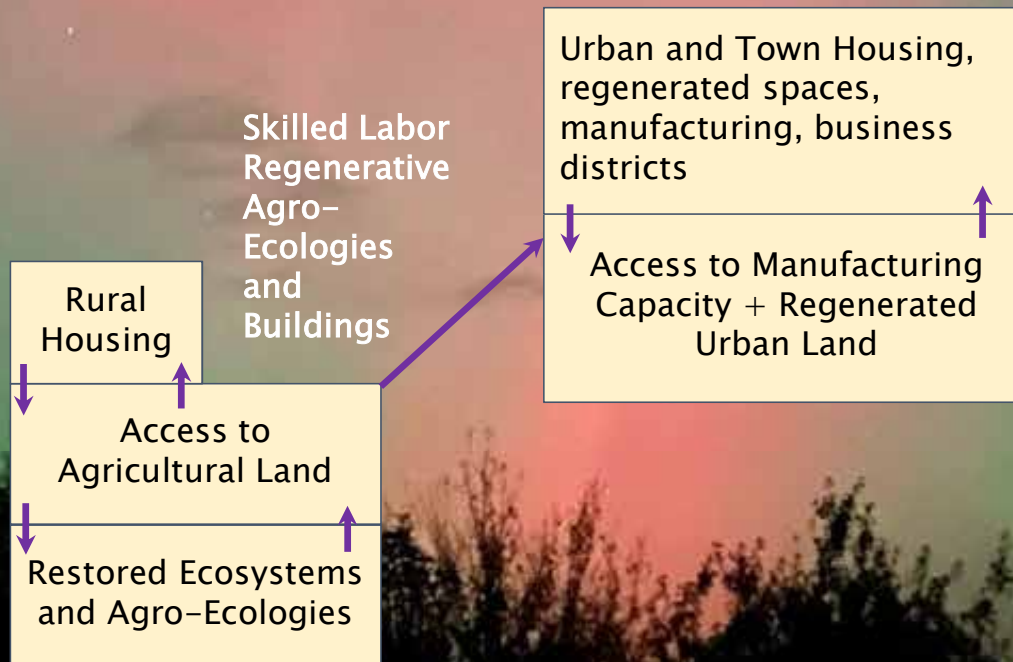 Urban and Town Housing,
regenerated spaces,
manufacturing, business
districts
Skilled Labor
Regenerative
Agro-
Ecologies
and
Buildings
Access to Manufacturing
Capacity + Regenerated
Urban Land
Rural
Housing
Access to
Agricultural Land
Restored Ecosystems
and Agro-Ecologies